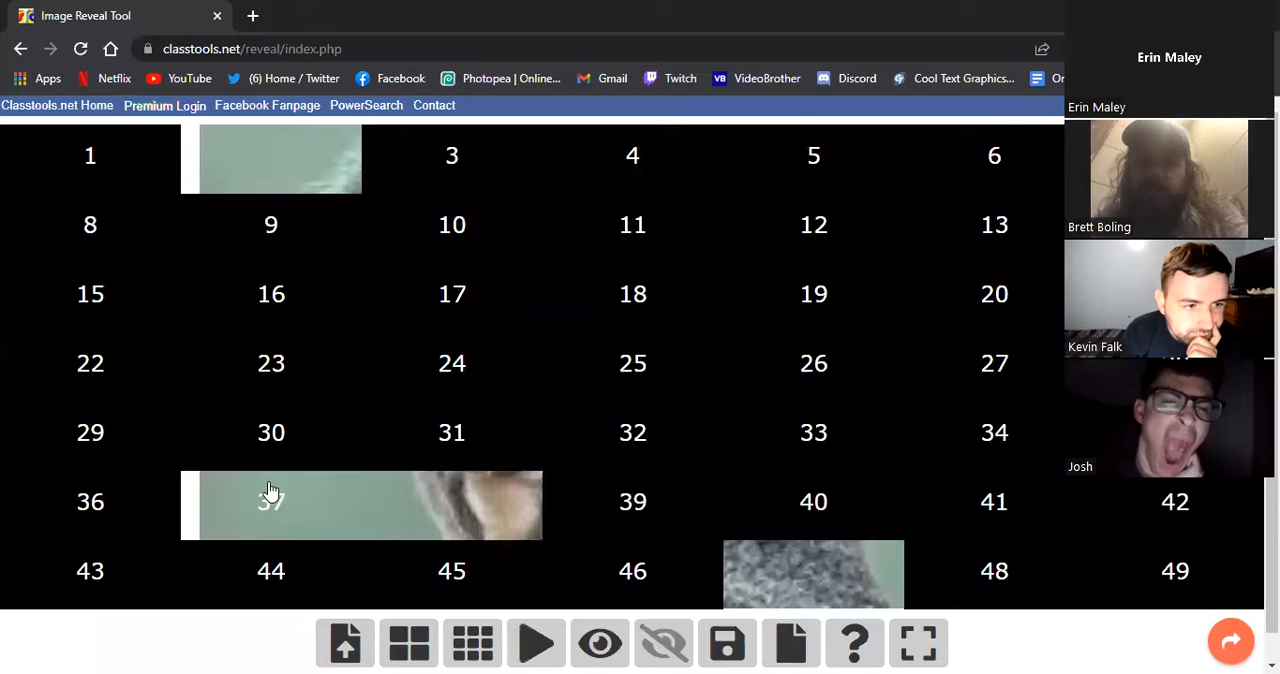 Image Reveal Tool
classtools.net/reveal/index.php
Apps Netflix YouTube (6) Home / Twitter Facebook Photopea | Online... Gmail Twitch VB VideoBrother Discord Cool Text Graphics... Or
Classtools.net Home Premium Login Facebook Fanpage PowerSearch Contact
1 3 4 5 6
8 9 10 11 12 13
15 16 17 18 19 20
22 23 24 25 26 27
29 30 31 32 33 34
36 37 39 40 41 42
43 44 45 46 48 49
Erin Maley
Erin Maley
Brett Boling
Kevin Falk
Josh